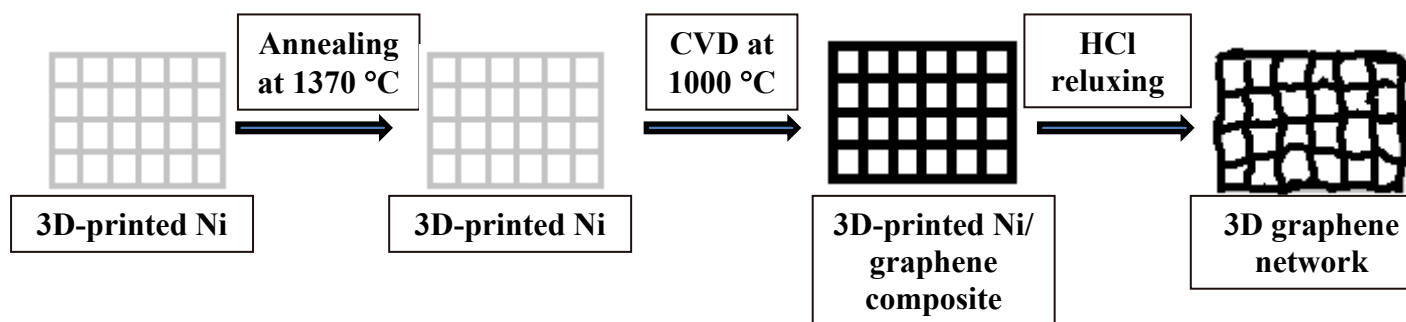 Annealing
at 1370 °C
CVD at
1000 °C
HCl
reluxing
3D-printed Ni
3D-printed Ni
3D-printed Ni/
graphene
composite
3D graphene
network